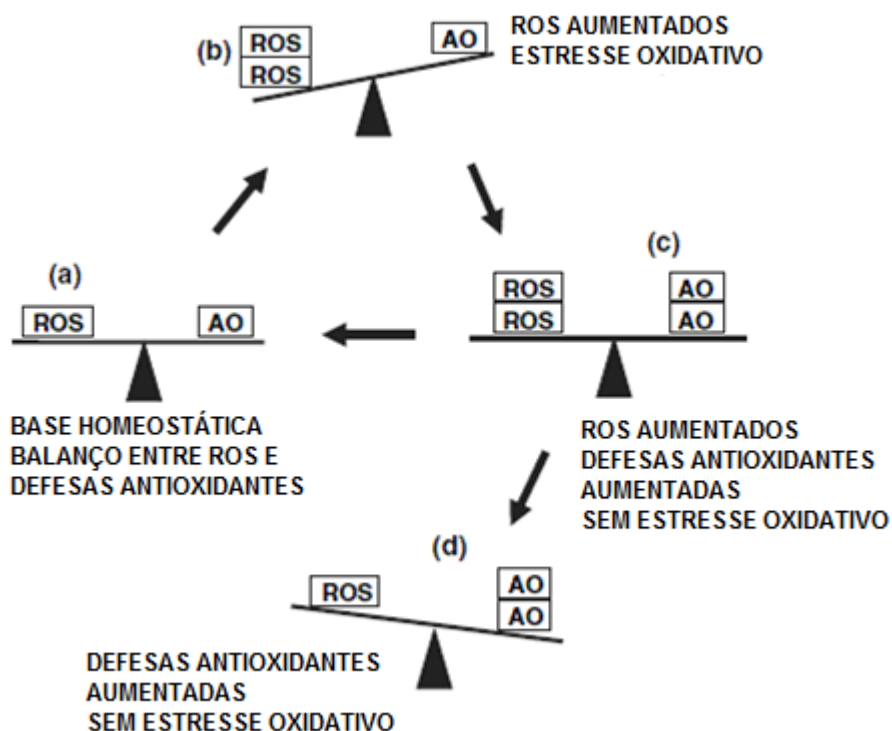 (b)
ROS
ROS
AO
ROS AUMENTADOS
ESTRESSE OXIDATIVO
(a)
ROS
AO
BASE HOMEOSTÁTICA
BALANÇO ENTRE ROS E
DEFESAS ANTIOXIDANTES
(c)
ROS
ROS
AO
AO
ROS AUMENTADOS
DEFESAS ANTIOXIDANTES
AUMENTADAS
SEM ESTRESSE OXIDATIVO
(d)
ROS
AO
AO
DEFESAS ANTIOXIDANTES
AUMENTADAS
SEM ESTRESSE OXIDATIVO